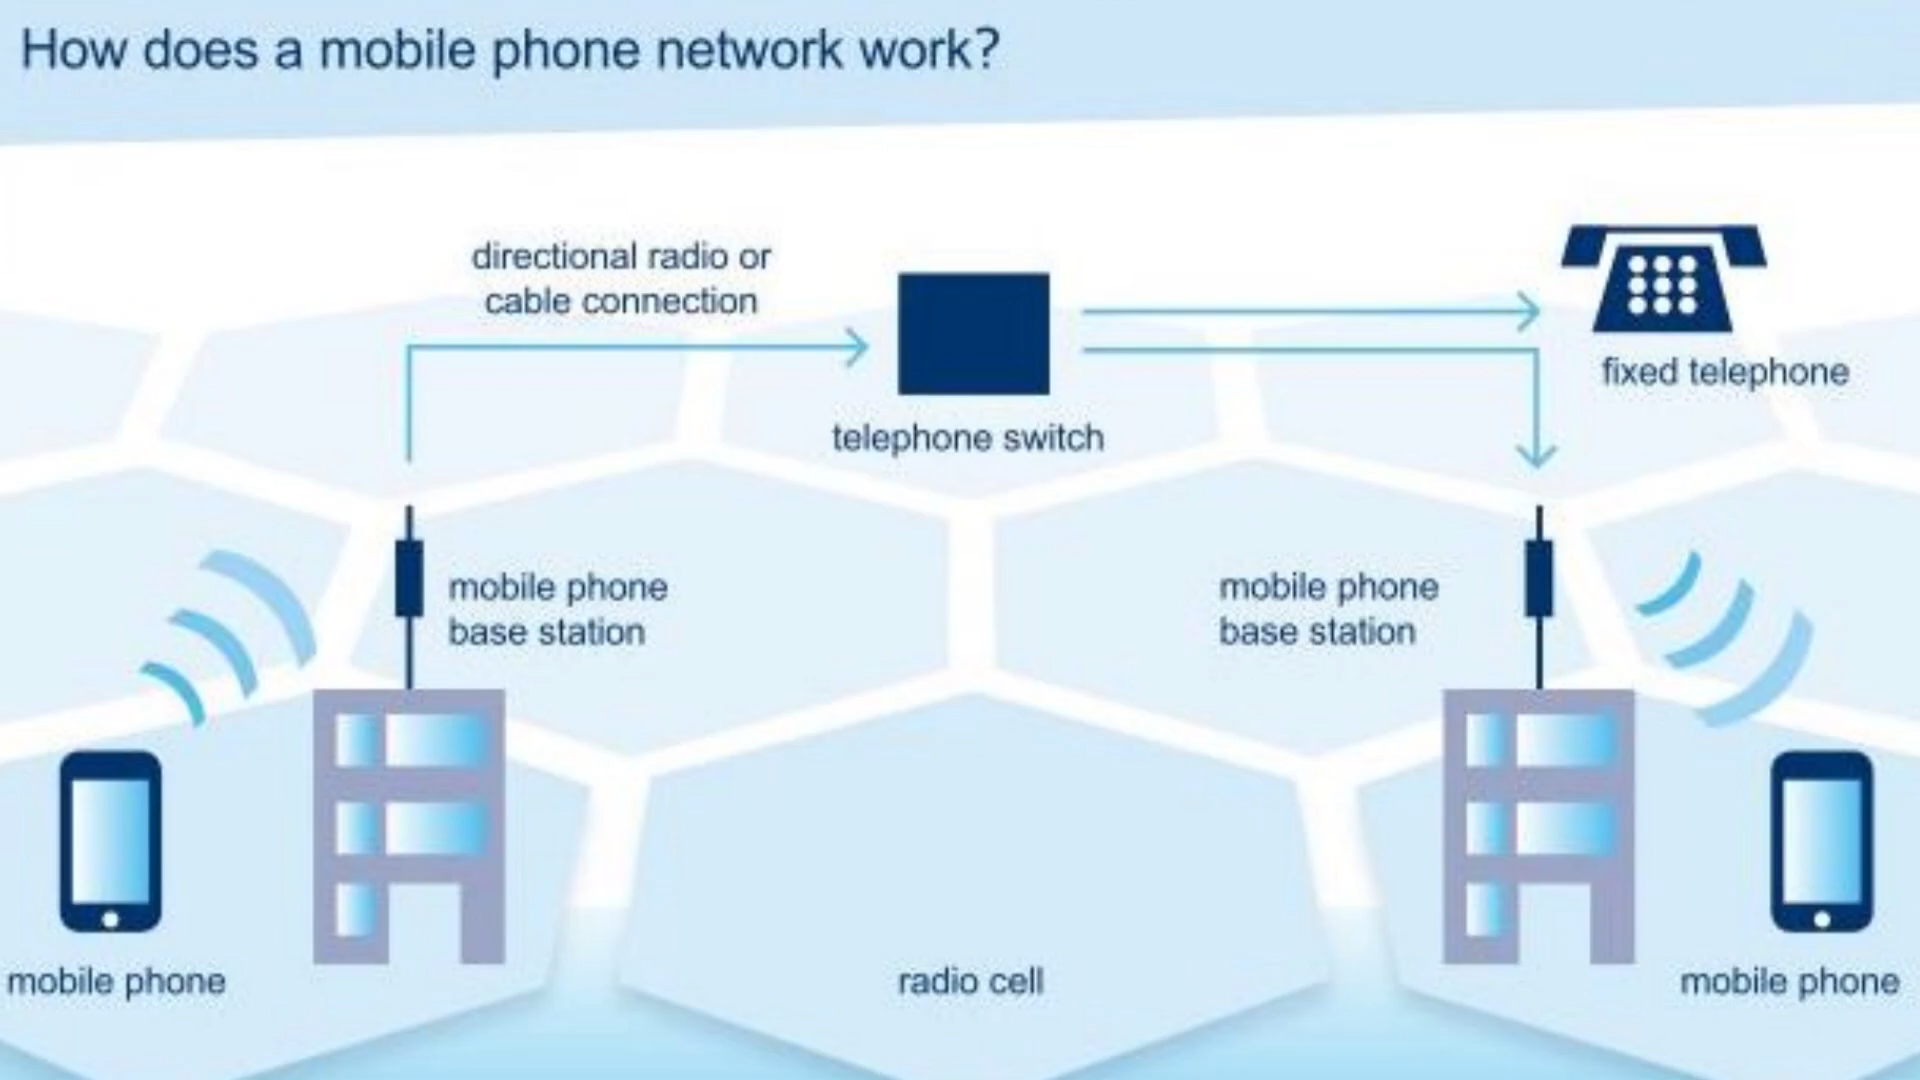 How does a mobile phone network work?
directional radio or
cable connection
telephone switch
fixed telephone
mobile phone
base station
mobile phone
base station
mobile phone
radio cell
mobile phone